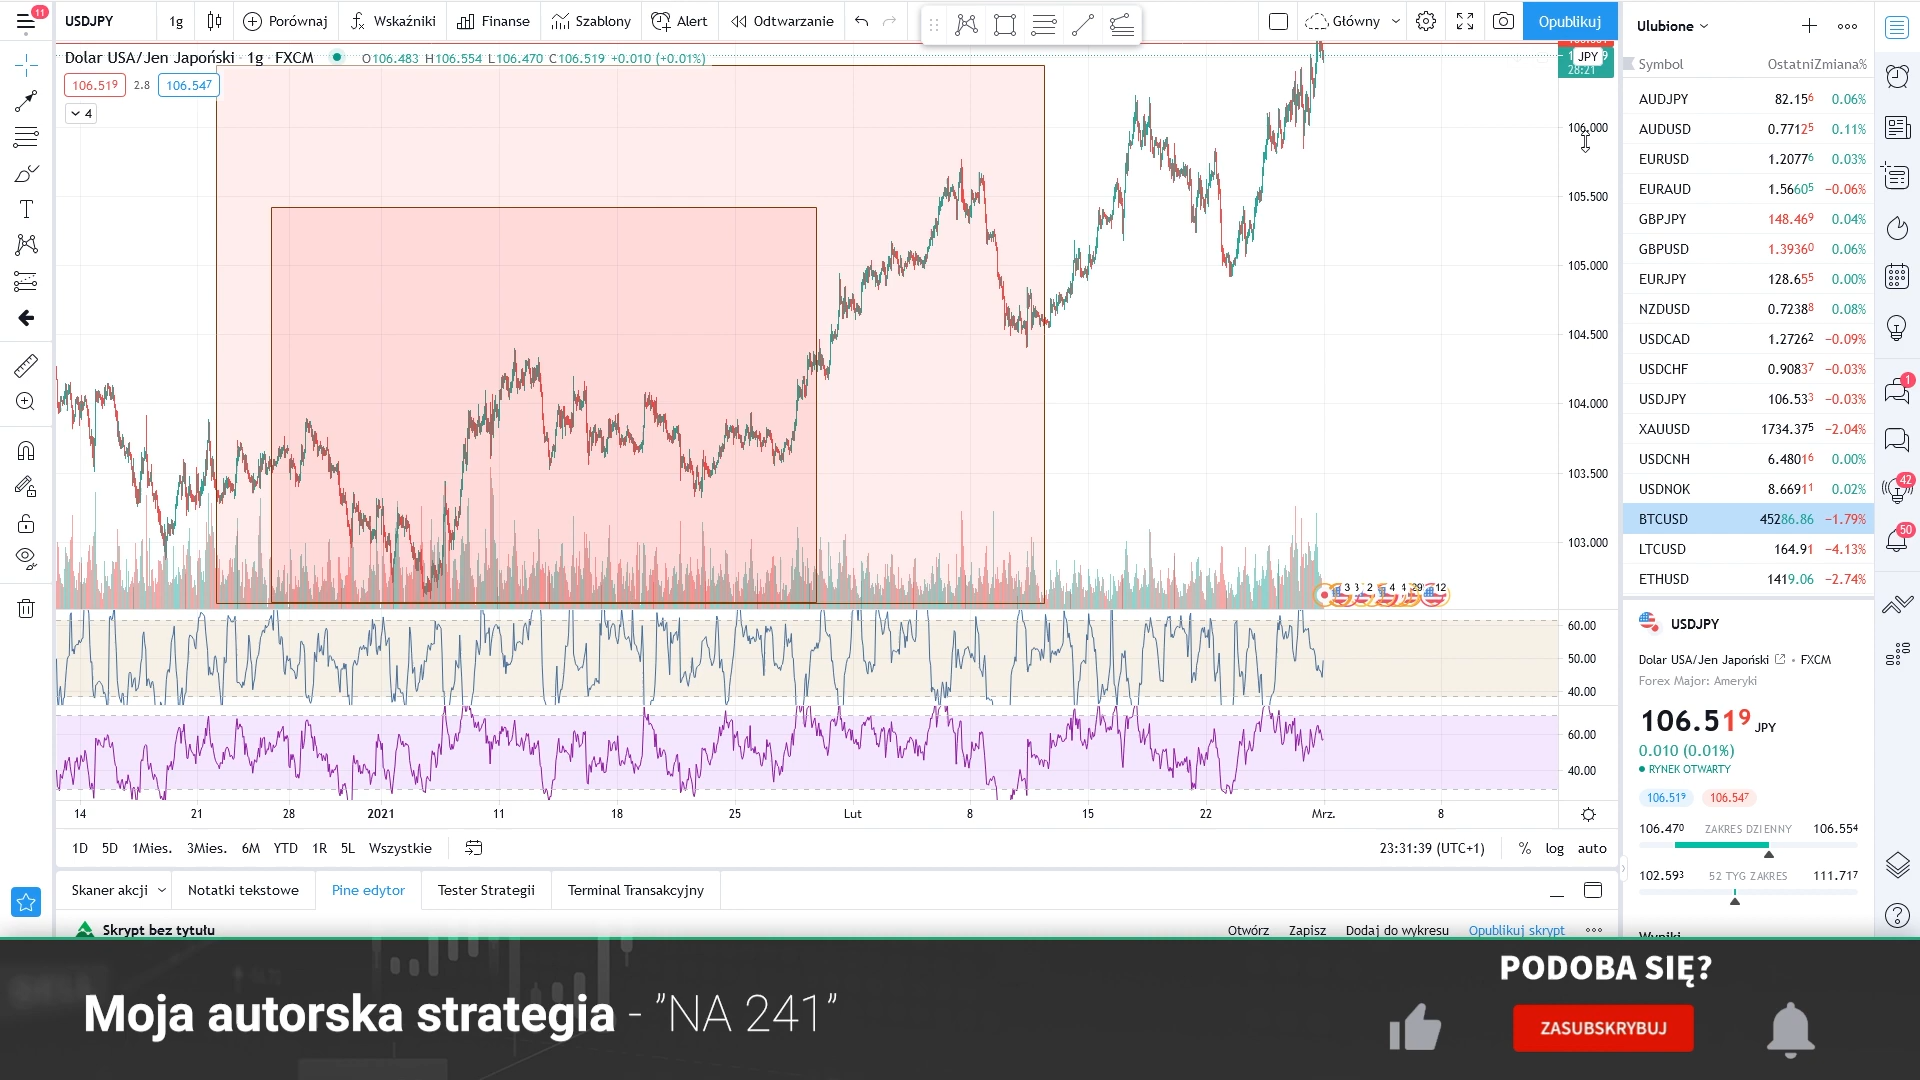 11
USDJPY
1g
Porównaj
Wskaźniki
Finanse
Szablony
Alert
Odtwarzanie
Główny
Opublikuj
Ulubione
Dolar USA/Jen Japoński · 1g · FXCM
O106.483 H106.554 L106.470 C106.519 +0.010 (+0.01%)
106.519
2.8
106.547
4
JPY
28:21
106.000
105.500
105.000
104.500
104.000
103.500
103.000
60.00
50.00
40.00
60.00
40.00
14
21
28
2021
11
18
25
Lut
8
15
22
Mrz.
8
1D
5D
1Mies.
3Mies.
6M
YTD
1R
5L
Wszystkie
23:31:39 (UTC+1)
%
log
auto
Skaner akcji
Notatki tekstowe
Pine edytor
Tester Strategii
Terminal Transakcyjny
Skrypt bez tytułu
Otwórz
Zapisz
Dodaj do wykresu
Opublikuj skrypt
Symbol Ostatni Zmiana%
AUDJPY 82.156 0.06%
AUDUSD 0.77125 0.11%
EURUSD 1.20776 0.03%
EURAUD 1.56605 −0.06%
GBPJPY 148.469 0.04%
GBPUSD 1.39360 0.06%
EURJPY 128.655 0.00%
NZDUSD 0.72388 0.08%
USDCAD 1.27262 −0.09%
USDCHF 0.90837 −0.03%
USDJPY 106.533 −0.03%
XAUUSD 1734.375 −2.04%
USDCNH 6.48016 0.00%
USDNOK 8.66911 0.02%
BTCUSD 45286.86 −1.79%
LTCUSD 164.91 −4.13%
ETHUSD 1419.06 −2.74%
1
42
50
USDJPY
Dolar USA/Jen Japoński · FXCM
Forex Major: Ameryki
106.519 JPY
0.010 (0.01%)
RYNEK OTWARTY
106.519
106.547
106.470 ZAKRES DZIENNY 106.554
102.593 52 TYG ZAKRES 111.717
Moja autorska strategia - ”NA 241”
PODOBA SIĘ?
ZASUBSKRYBUJ